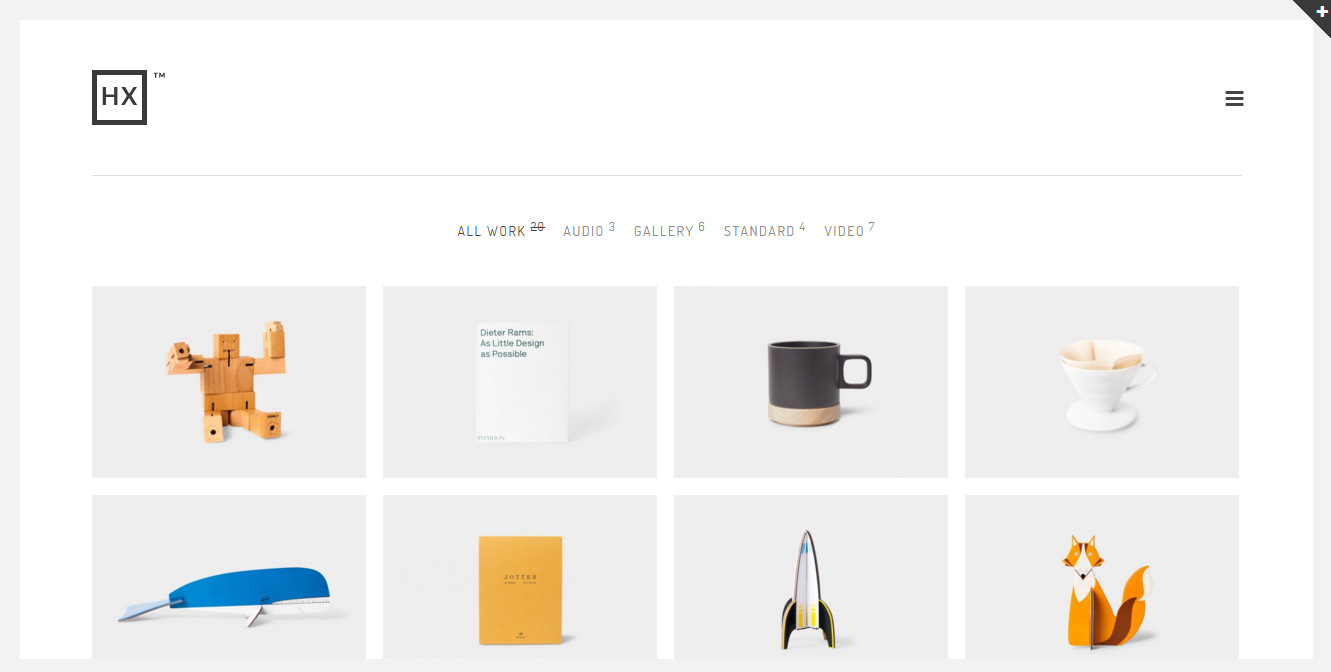 HX ™
ALL WORK 20 AUDIO 3 GALLERY 6 STANDARD 4 VIDEO 7
Dieter Rams:
As Little Design
as Possible
JOTTER